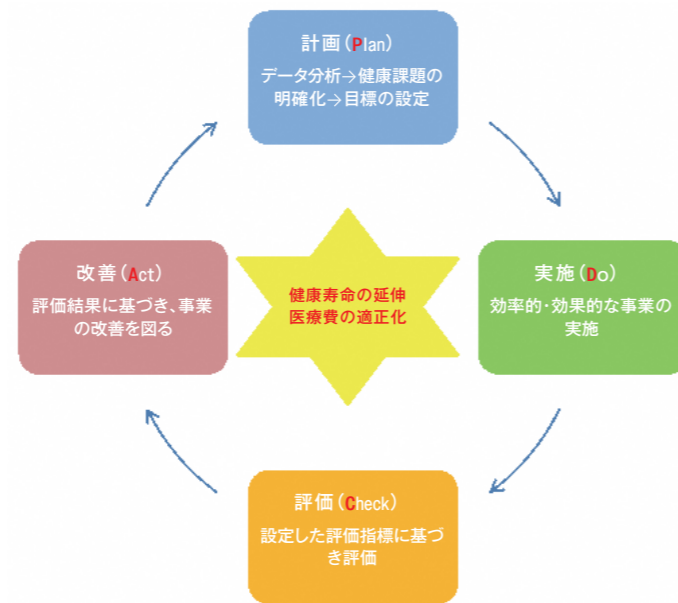 計画(Plan)
データ分析→健康課題の
明確化→目標の設定
改善(Act)
評価結果に基づき、事業
の改善を図る
健康寿命の延伸
医療費の適正化
実施(Do)
効率的・効果的な事業の
実施
評価(Check)
設定した評価指標に基づ
き評価